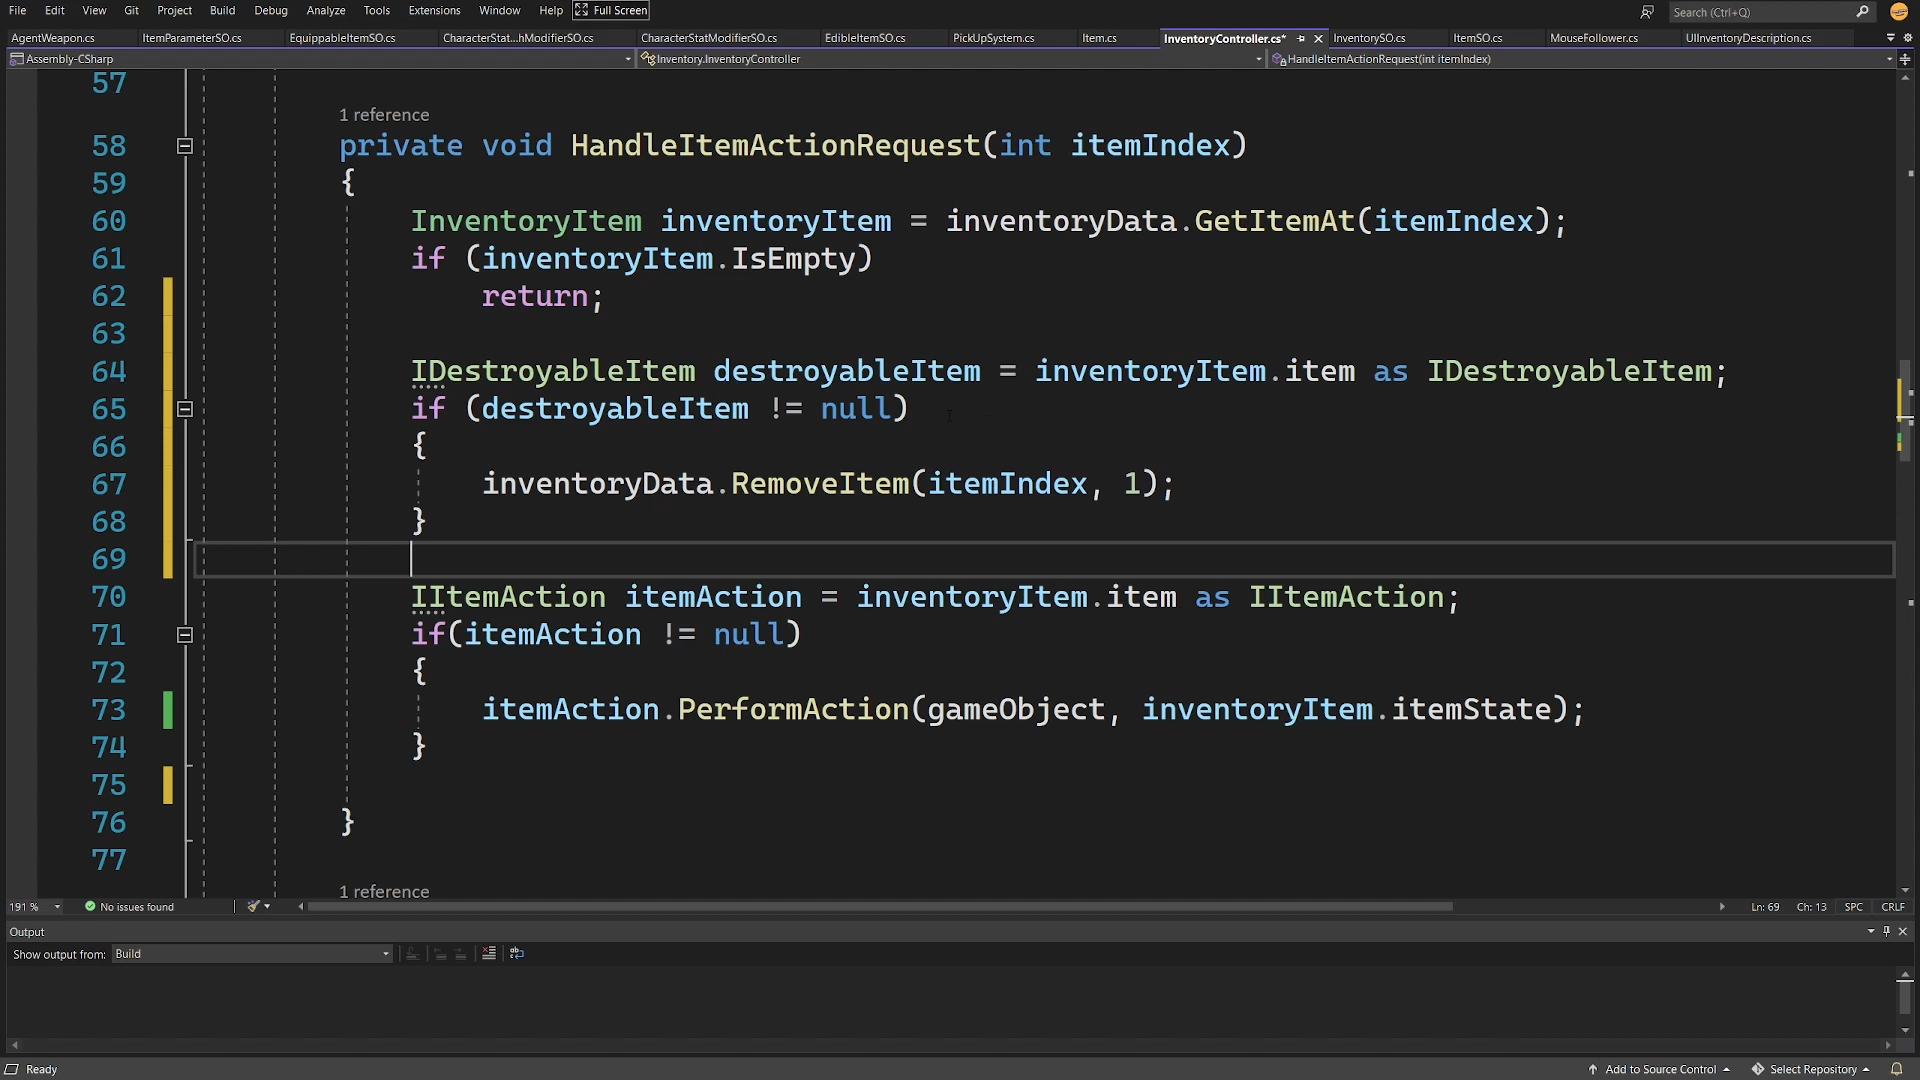 File Edit View Git Project Build Debug Analyze Tools Extensions Window Help Full Screen Search (Ctrl+Q)
AgentWeapon.cs ItemParameterSO.cs EquippableItemSO.cs CharacterStat...hModifierSO.cs CharacterStatModifierSO.cs EdibleItemSO.cs PickUpSystem.cs Item.cs InventoryController.cs* InventorySO.cs ItemSO.cs MouseFollower.cs UIInventoryDescription.cs
Assembly-CSharp Inventory.InventoryController HandleItemActionRequest(int itemIndex)
57
1 reference
58 private void HandleItemActionRequest(int itemIndex)
59 {
60 InventoryItem inventoryItem = inventoryData.GetItemAt(itemIndex);
61 if (inventoryItem.IsEmpty)
62 return;
63
64 IDestroyableItem destroyableItem = inventoryItem.item as IDestroyableItem;
65 if (destroyableItem != null)
66 {
67 inventoryData.RemoveItem(itemIndex, 1);
68 }
69
70 IItemAction itemAction = inventoryItem.item as IItemAction;
71 if(itemAction != null)
72 {
73 itemAction.PerformAction(gameObject, inventoryItem.itemState);
74 }
75
76 }
77
1 reference
191 % No issues found Ln: 69 Ch: 13 SPC CRLF
Output
Show output from: Build
Ready Add to Source Control Select Repository